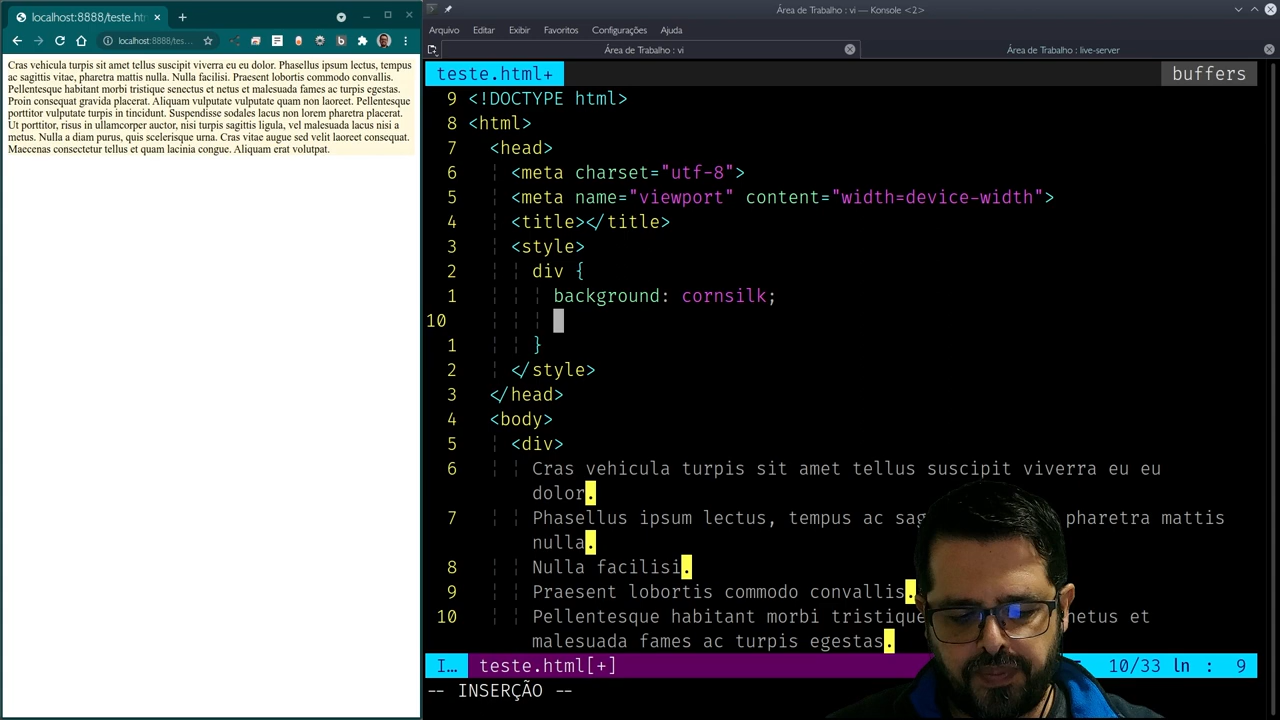 localhost:8888/teste.ht
localhost:8888/tes...
Cras vehicula turpis sit amet tellus suscipit viverra eu eu dolor. Phasellus ipsum lectus, tempus
ac sagittis vitae, pharetra mattis nulla. Nulla facilisi. Praesent lobortis commodo convallis.
Pellentesque habitant morbi tristique senectus et netus et malesuada fames ac turpis egestas.
Proin consequat gravida placerat. Aliquam vulputate vulputate quam non laoreet. Pellentesque
porttitor vulputate turpis in tincidunt. Suspendisse sodales lacus non lorem pharetra placerat.
Ut porttitor, risus in ullamcorper auctor, nisi turpis sagittis ligula, vel malesuada lacus nisi a
metus. Nulla a diam purus, quis scelerisque urna. Cras vitae augue sed velit laoreet consequat.
Maecenas consectetur tellus et quam lacinia congue. Aliquam erat volutpat.
Área de Trabalho : vi — Konsole <2>
Arquivo Editar Exibir Favoritos Configurações Ajuda
Área de Trabalho : vi Área de Trabalho : live-server
teste.html+ buffers
9 <!DOCTYPE html>
8 <html>
7 <head>
6 <meta charset="utf-8">
5 <meta name="viewport" content="width=device-width">
4 <title></title>
3 <style>
2 div {
1 background: cornsilk;
10
1 }
2 </style>
3 </head>
4 <body>
5 <div>
6 Cras vehicula turpis sit amet tellus suscipit viverra eu eu
dolor.
7 Phasellus ipsum lectus, tempus ac sag pharetra mattis
nulla.
8 Nulla facilisi.
9 Praesent lobortis commodo convallis.
10 Pellentesque habitant morbi tristique netus et
malesuada fames ac turpis egestas.
I... teste.html[+] 10/33 ln : 9
-- INSERÇÃO --